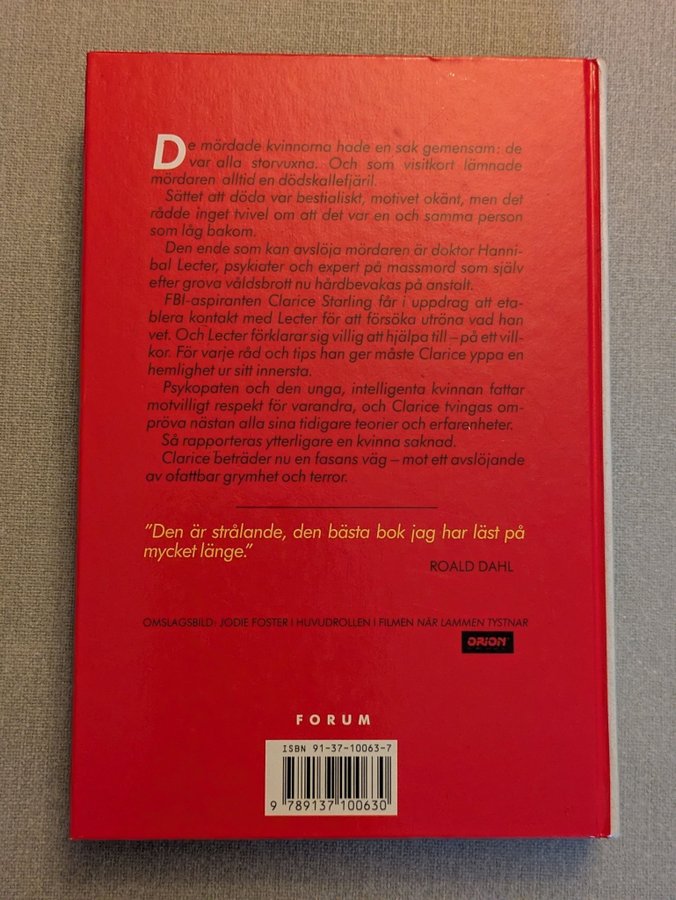 De mördade kvinnorna hade en sak gemensam: de
var alla storvuxna. Och som visitkort lämnade
mördaren alltid en dödskallefjäril.
Sättet att döda var bestialiskt, motivet okänt, men det
rådde inget tvivel om att det var en och samma person
som låg bakom.
Den ende som kan avslöja mördaren är doktor Hanni-
bal Lecter, psykiater och expert på massmord som själv
efter grova våldsbrott nu hårdbevakas på anstalt.
FBI-aspiranten Clarice Starling får i uppdrag att eta-
blera kontakt med Lecter för att försöka utröna vad han
vet. Och Lecter förklarar sig villig att hjälpa till – på ett vill-
kor. För varje råd och tips han ger måste Clarice yppa en
hemlighet ur sitt innersta.
Psykopaten och den unga, intelligenta kvinnan fattar
motvilligt respekt för varandra, och Clarice tvingas om-
pröva nästan alla sina tidigare teorier och erfarenheter.
Så rapporteras ytterligare en kvinna saknad.
Clarice beträder nu en fasans väg – mot ett avslöjande
av ofattbar grymhet och terror.
"Den är strålande, den bästa bok jag har läst på
mycket länge."
ROALD DAHL
OMSLAGSBILD: JODIE FOSTER I HUVUDROLLEN I FILMEN NÄR LAMMEN TYSTNAR
ORION
FORUM
ISBN 91-37-10063-7
9 789137 100630